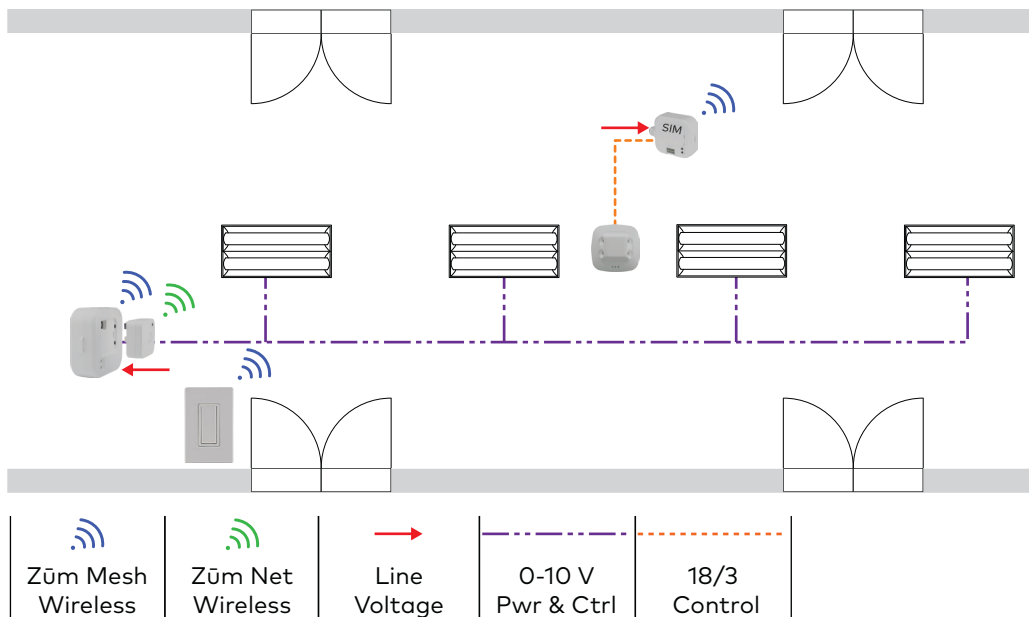 SIM
Zūm Mesh
Wireless
Zūm Net
Wireless
Line
Voltage
0-10 V
Pwr & Ctrl
18/3
Control